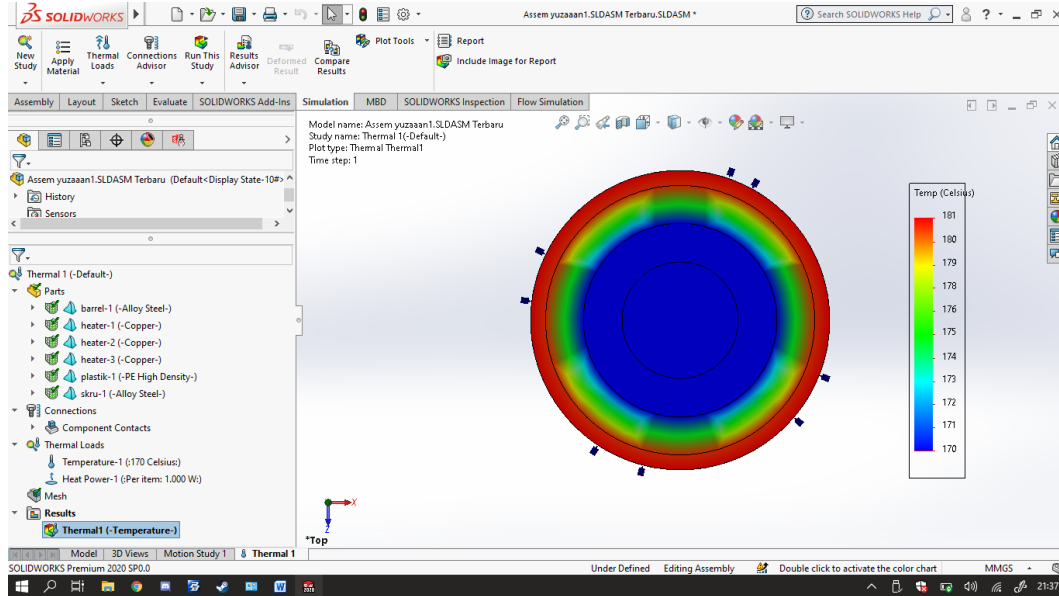 SOLIDWORKS
Assem yuzaaan1.SLDASM Terbaru.SLDASM *
Search SOLIDWORKS Help
?
New Study
Apply Material
Thermal Loads
Connections Advisor
Run This Study
Results Advisor
Deformed Result
Compare Results
Plot Tools
Report
Include Image for Report
Assembly
Layout
Sketch
Evaluate
SOLIDWORKS Add-Ins
Simulation
MBD
SOLIDWORKS Inspection
Flow Simulation
Assem yuzaaan1.SLDASM Terbaru (Default<Display State-10#>
History
Sensors
Thermal 1 (-Default-)
Parts
barrel-1 (-Alloy Steel-)
heater-1 (-Copper-)
heater-2 (-Copper-)
heater-3 (-Copper-)
plastik-1 (-PE High Density-)
skru-1 (-Alloy Steel-)
Connections
Component Contacts
Thermal Loads
Temperature-1 (:170 Celsius:)
Heat Power-1 (:Per item: 1.000 W:)
Mesh
Results
Thermal1 (-Temperature-)
Model name: Assem yuzaaan1.SLDASM Terbaru
Study name: Thermal 1(-Default-)
Plot type: Thermal Thermal1
Time step: 1
Temp (Celsius)
181
180
179
178
176
175
174
173
172
171
170
X
Z
*Top
Model
3D Views
Motion Study 1
Thermal 1
SOLIDWORKS Premium 2020 SP0.0
Under Defined
Editing Assembly
Double click to activate the color chart
MMGS
21:37